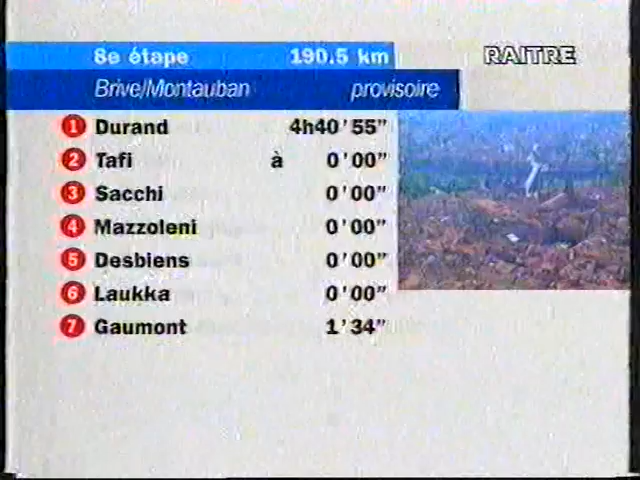 8e étape 190.5 km
RAITRE
Brive/Montauban provisoire
1 Durand 4h40'55"
2 Tafi à 0'00"
3 Sacchi 0'00"
4 Mazzoleni 0'00"
5 Desbiens 0'00"
6 Laukka 0'00"
7 Gaumont 1'34"